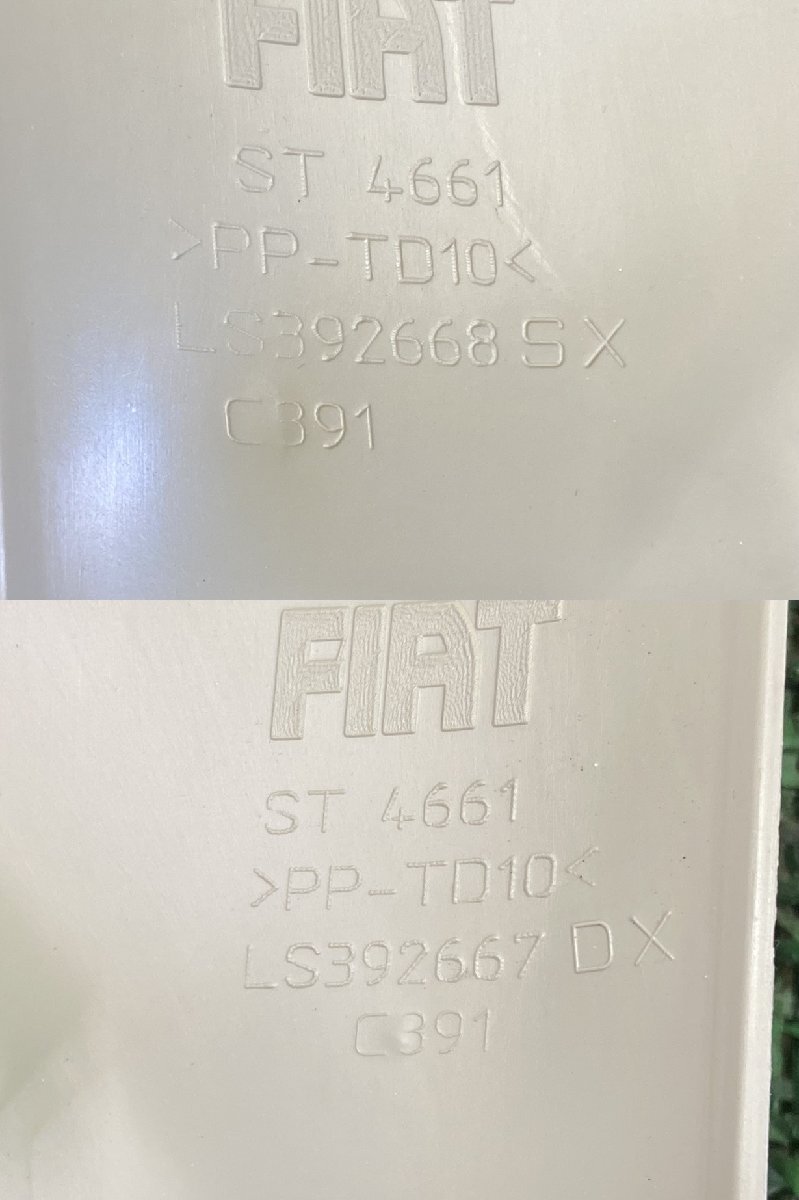 FIAT
ST 4661
>PP-TD10<
LS392668 SX
C391
FIAT
ST 4661
>PP-TD10<
LS392667 DX
C391